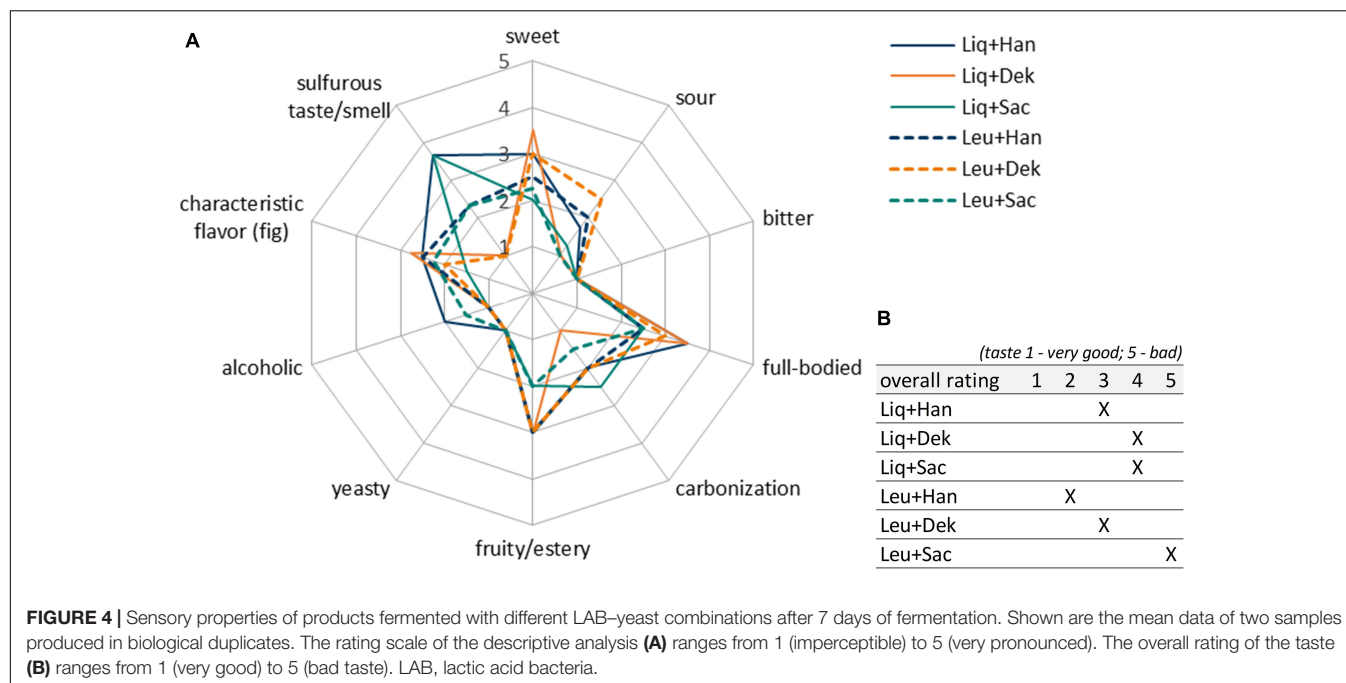 A
sweet
sour
bitter
full-bodied
carbonization
fruity/estery
yeasty
alcoholic
characteristic
flavor (fig)
sulfurous
taste/smell
5
4
3
2
1
Liq+Han
Liq+Dek
Liq+Sac
Leu+Han
Leu+Dek
Leu+Sac
B
(taste 1 - very good; 5 - bad)
overall rating 1 2 3 4 5
Liq+Han X
Liq+Dek X
Liq+Sac X
Leu+Han X
Leu+Dek X
Leu+Sac X
FIGURE 4 | Sensory properties of products fermented with different LAB–yeast combinations after 7 days of fermentation. Shown are the mean data of two samples
produced in biological duplicates. The rating scale of the descriptive analysis (A) ranges from 1 (imperceptible) to 5 (very pronounced). The overall rating of the taste
(B) ranges from 1 (very good) to 5 (bad taste). LAB, lactic acid bacteria.